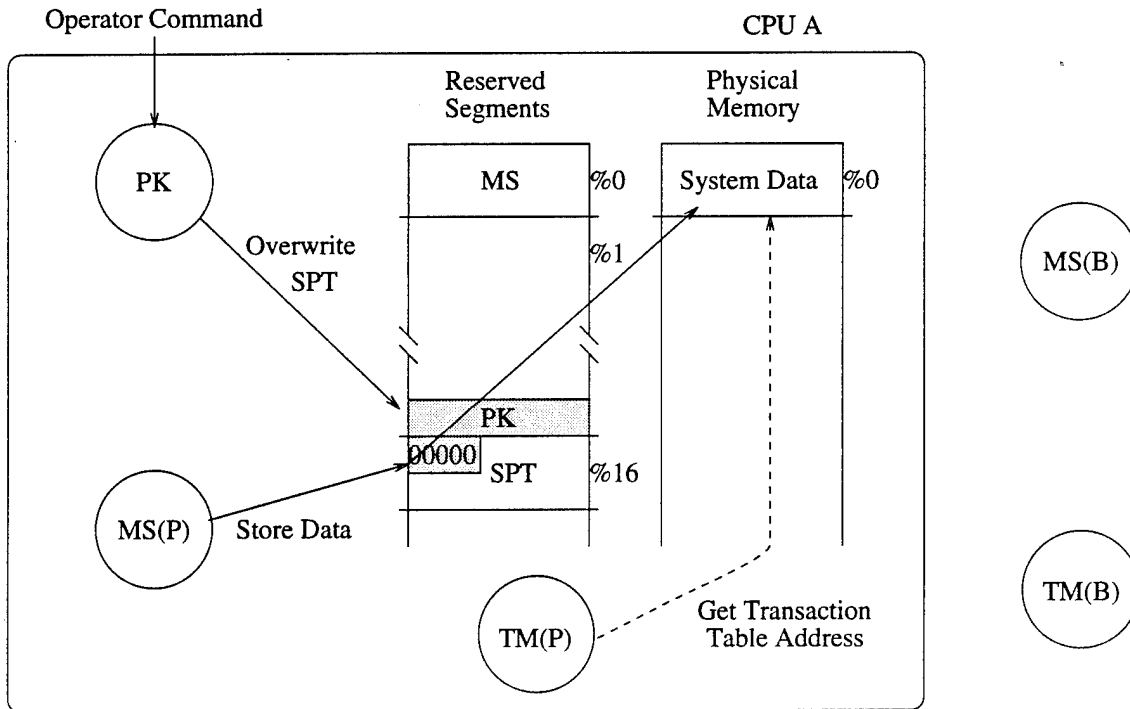 Operator Command
CPU A
Reserved
Segments
Physical
Memory
PK
MS
%0
System Data
%0
Overwrite
SPT
%1
MS(B)
PK
00000
SPT
%16
MS(P)
Store Data
TM(P)
Get Transaction
Table Address
TM(B)